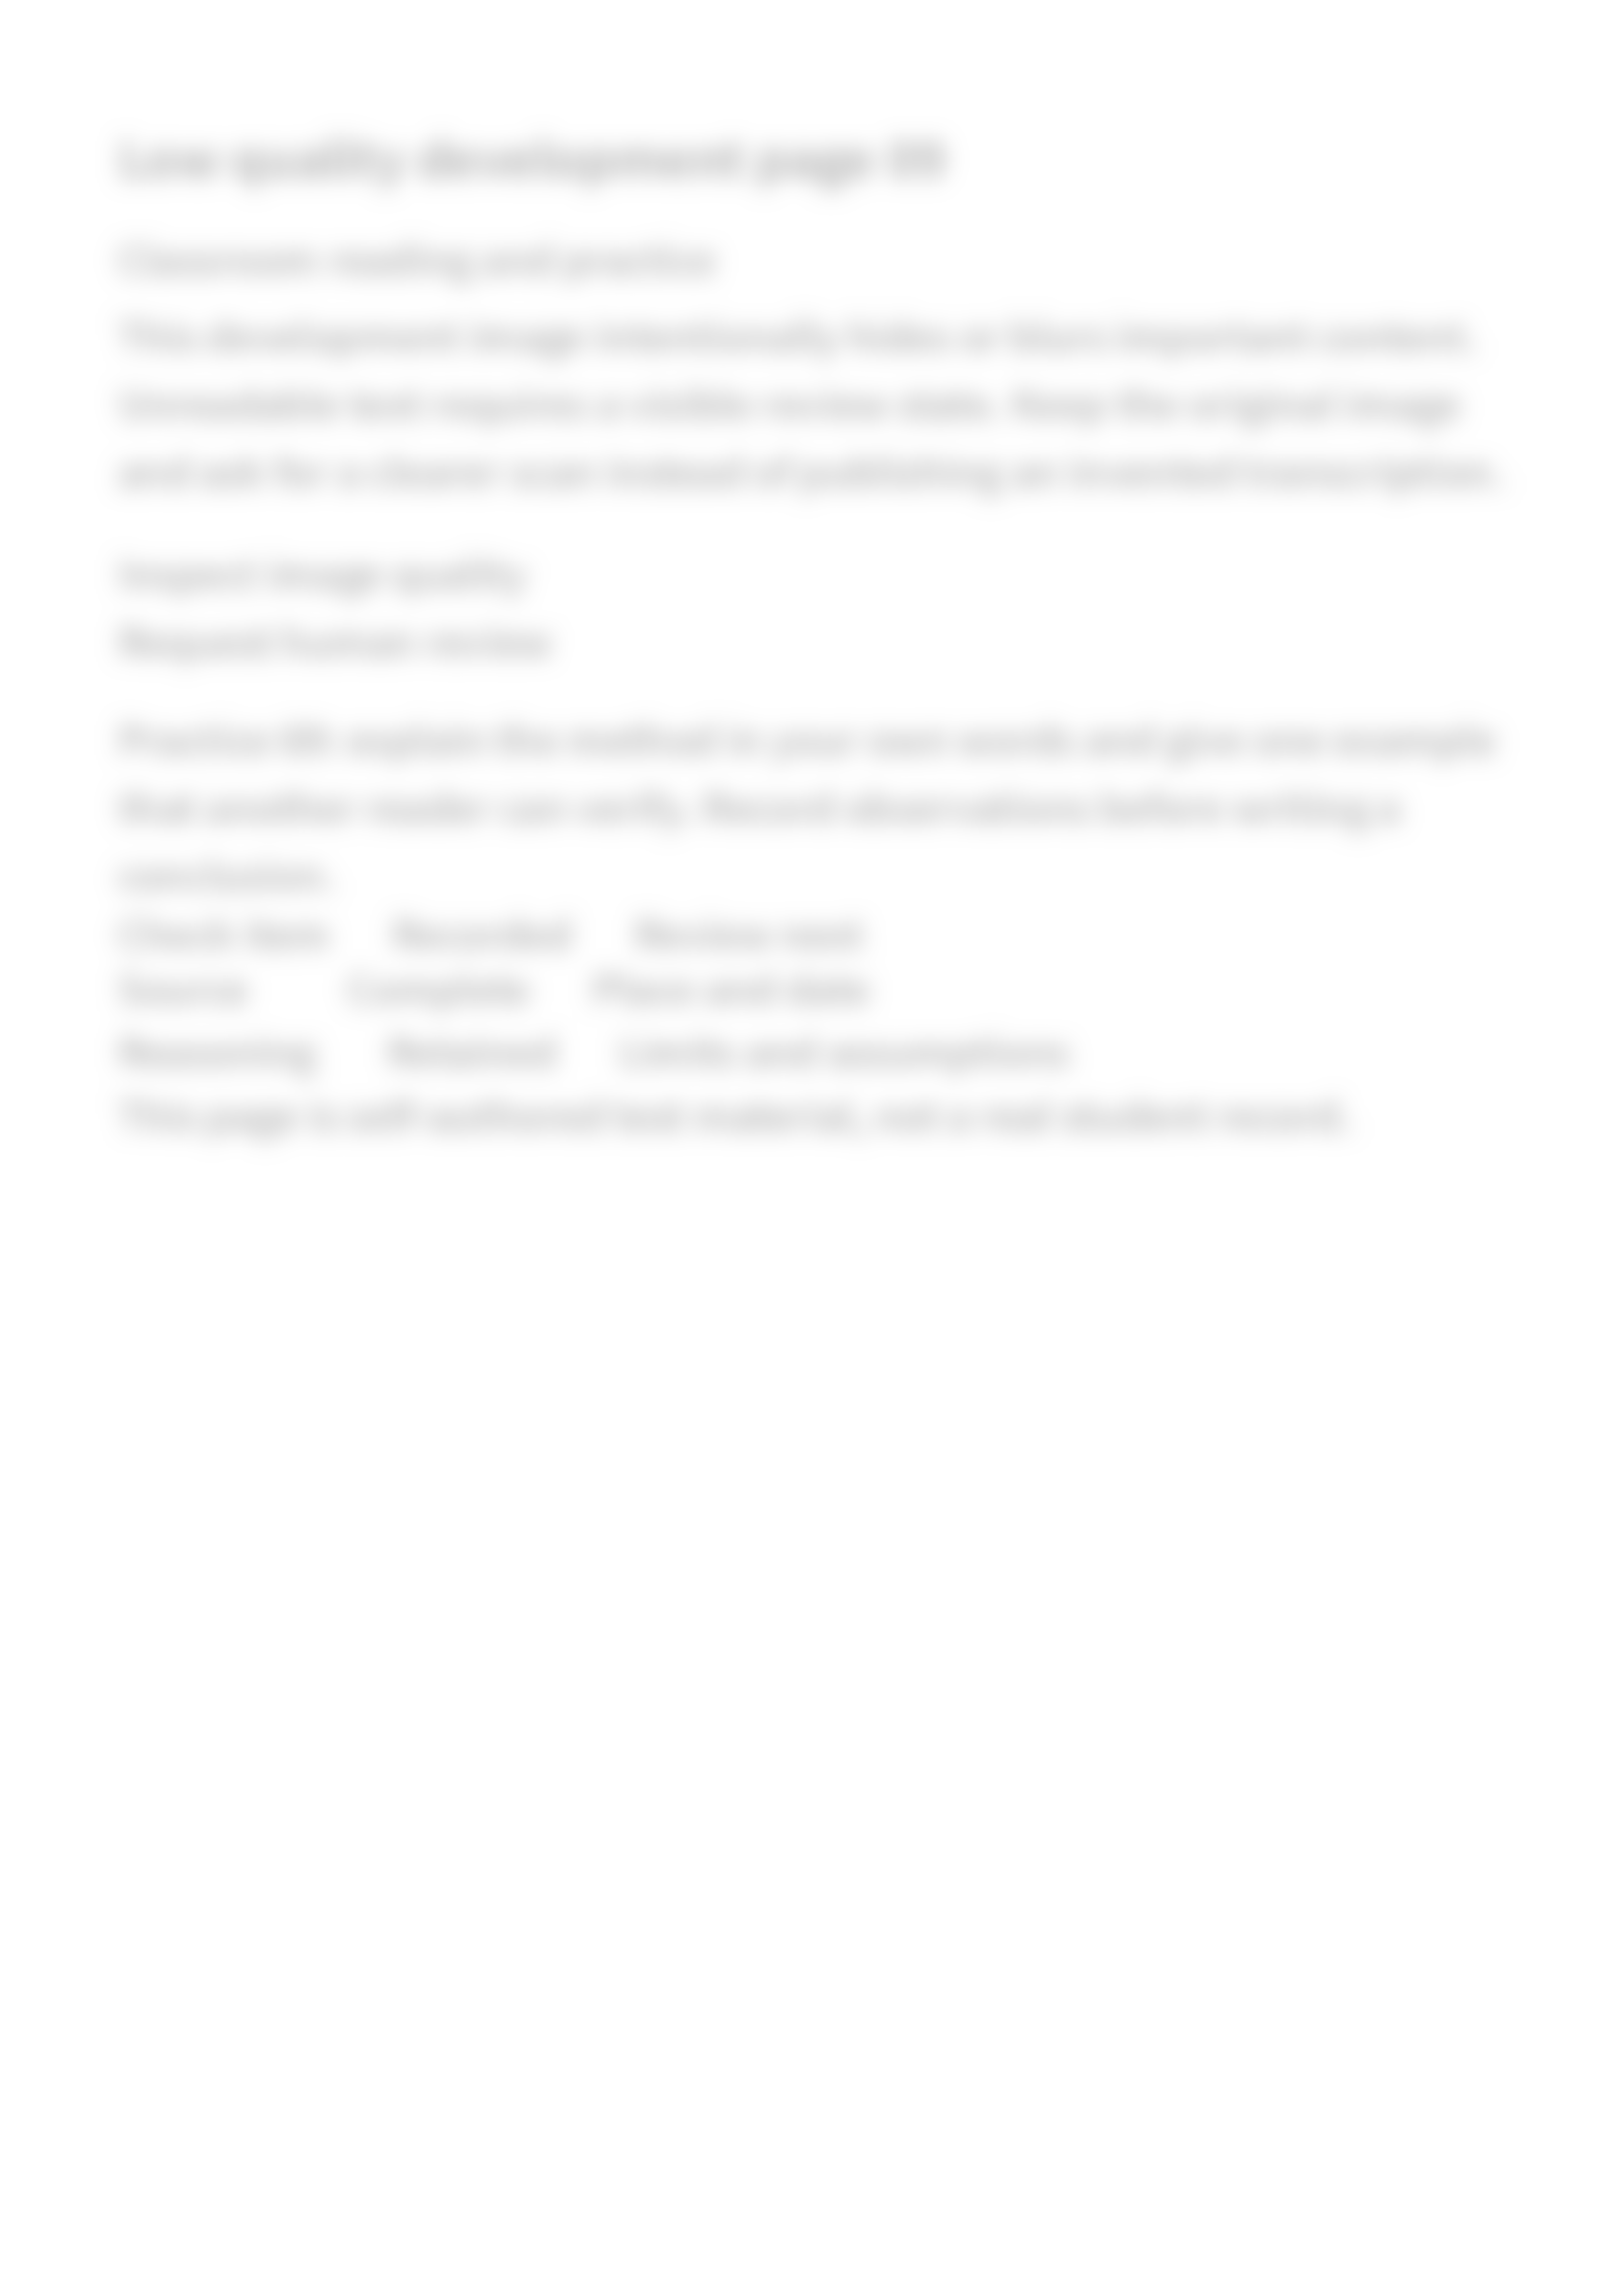 Low quality development page
Classroom reading and practice
This development image intentionally hides or blurs important content.
Unreadable text requires a visible review state. Keep the original image
and ask for a clearer scan instead of publishing an invented transcription.
Inspect image quality
Request human review
Practice explain the method in your own words and give one example
that another reader can verify. Record observations before writing a
conclusion.
Check item Recorded Review next
Source Complete Place and date
Reasoning Retained Limits and assumptions
This page is self-authored test material, not a real student record.